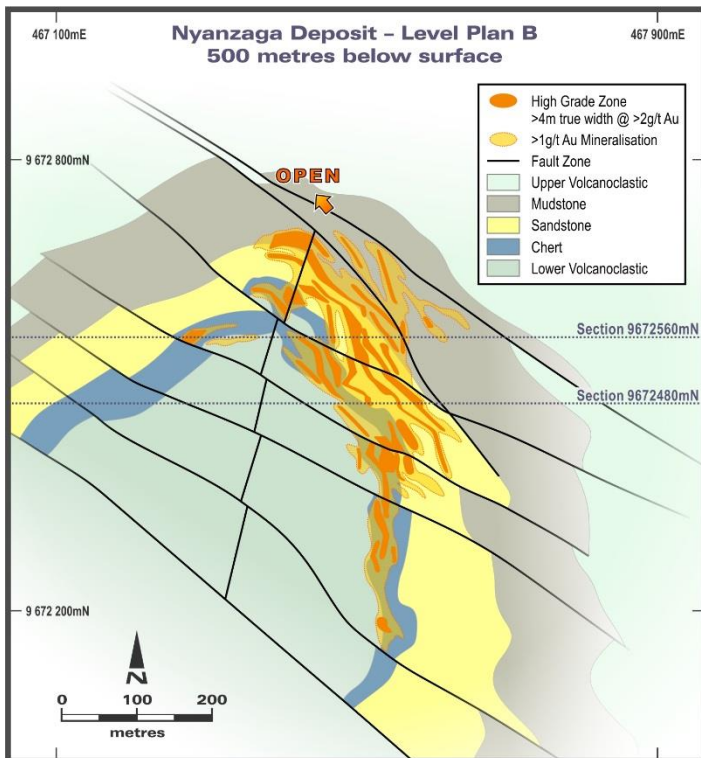 467 100mE
467 900mE
Nyanzaga Deposit – Level Plan B
500 metres below surface
High Grade Zone
>4m true width @ >2g/t Au
>1g/t Au Mineralisation
Fault Zone
Upper Volcanoclastic
Mudstone
Sandstone
Chert
Lower Volcanoclastic
9 672 800mN
OPEN
Section 9672560mN
Section 9672480mN
9 672 200mN
N
0 100 200
metres